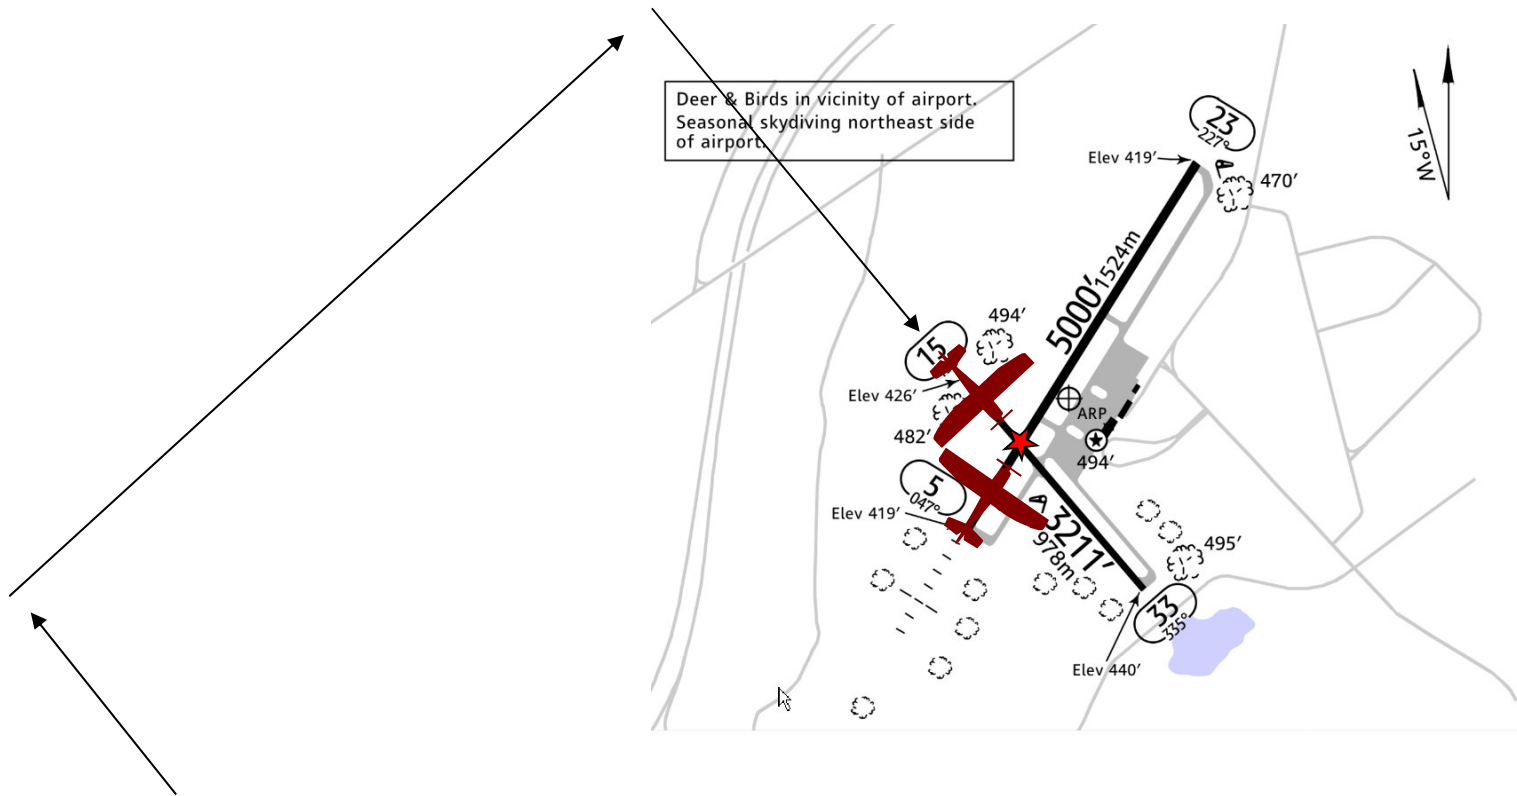 Deer & Birds in vicinity of airport.
Seasonal skydiving northeast side
of airport.
23
227°
Elev 419′
470′
15°W
5000′
1524m
494′
15
Elev 426′
482′
ARP
494′
5
047°
Elev 419′
3211′
978m
495′
33
335°
Elev 440′